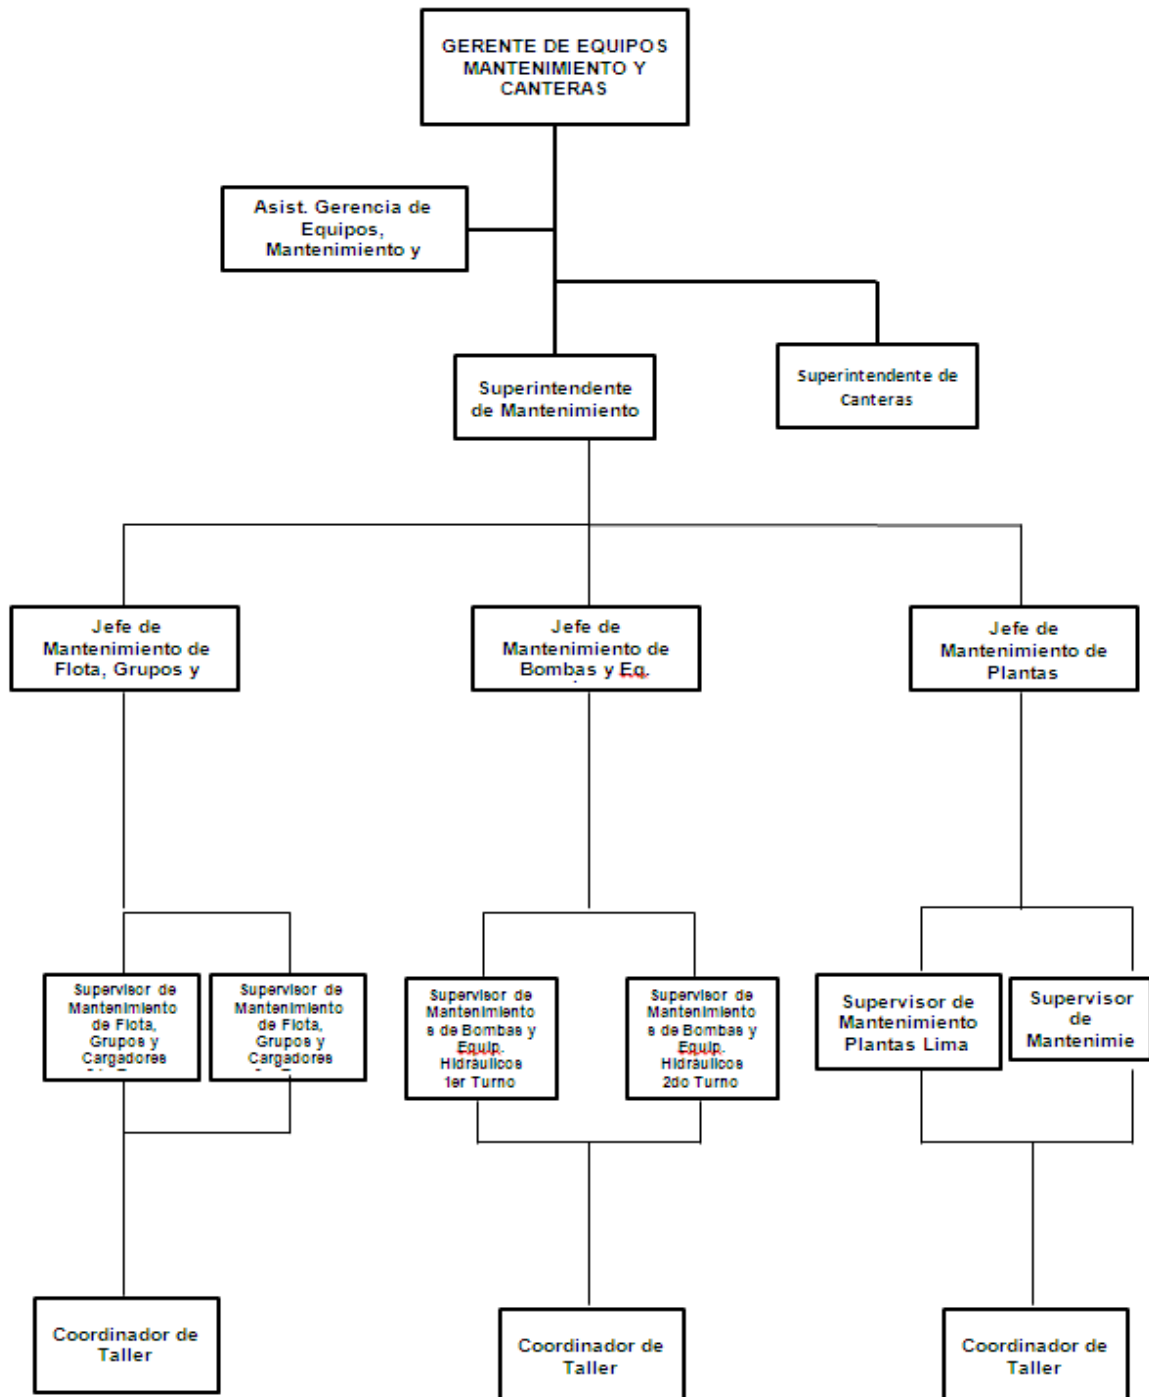 GERENTE DE EQUIPOS
MANTENIMIENTO Y
CANTERAS
Asist. Gerencia de
Equipos,
Mantenimiento y
Superintendente
de Mantenimiento
Superintendente de
Canteras
Jefe de
Mantenimiento de
Flota, Grupos y
Jefe de
Mantenimiento de
Bombas y Eq.
Jefe de
Mantenimiento de
Plantas
Supervisor de
Mantenimiento
de Flota,
Grupos y
Cargadores
Supervisor de
Mantenimiento
de Flota,
Grupos y
Cargadores
Supervisor de
Mantenimiento
s de Bombas y
Equip.
Hidraulicos
1er Turno
Supervisor de
Mantenimiento
s de Bombas y
Equip.
Hidraulicos
2do Turno
Supervisor de
Mantenimiento
Plantas Lima
Supervisor
de
Mantenimie
Coordinador de
Taller
Coordinador de
Taller
Coordinador de
Taller